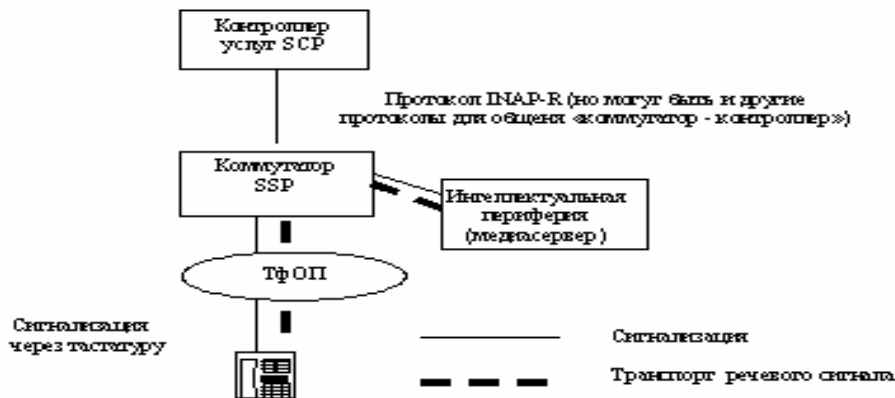 Контроллер
услуг SCP
Протокол INAP-R (но могут быть и другие
протоколы для общеня «коммутатор - контроллер»)
Коммутатор
SSP
Интеллектуальная
периферия
(медиасервер)
ТфОП
Сигнализация
через тастатуру
Сигнализация
Транспорт речевого сигнала